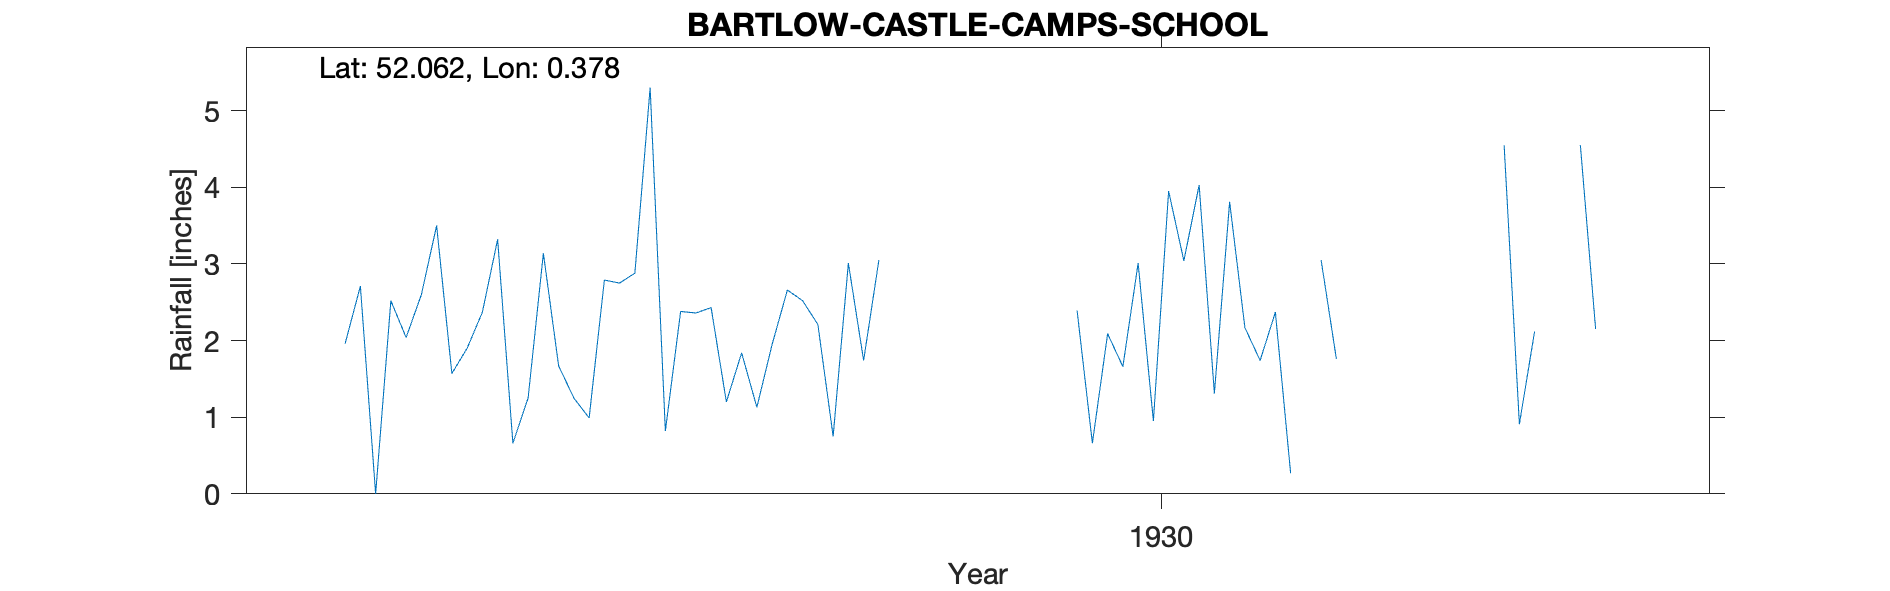 BARTLOW-CASTLE-CAMPS-SCHOOL
Lat: 52.062, Lon: 0.378
5
4
3
2
1
0
Rainfall [inches]
1930
Year